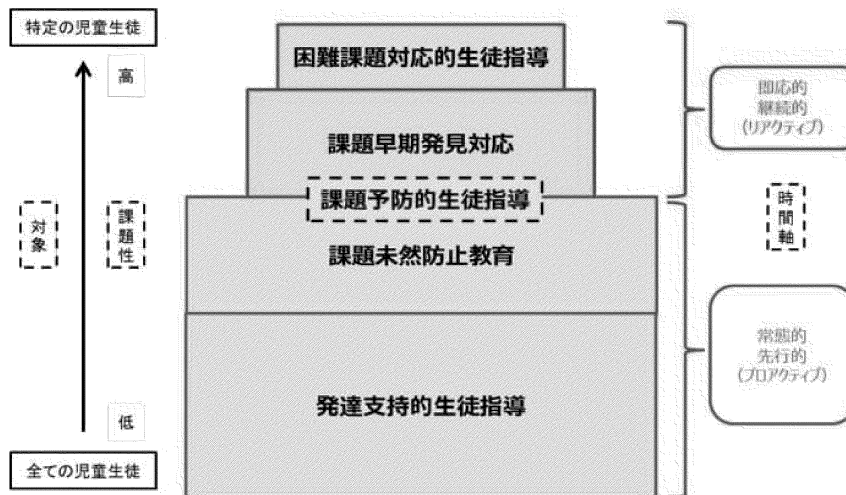 特定の児童生徒
高
対象
課題性
低
全ての児童生徒
困難課題対応的生徒指導
課題早期発見対応
課題予防的生徒指導
課題未然防止教育
発達支持的生徒指導
即応的
継続的
(リアクティブ)
時間軸
常態的
先行的
(プロアクティブ)